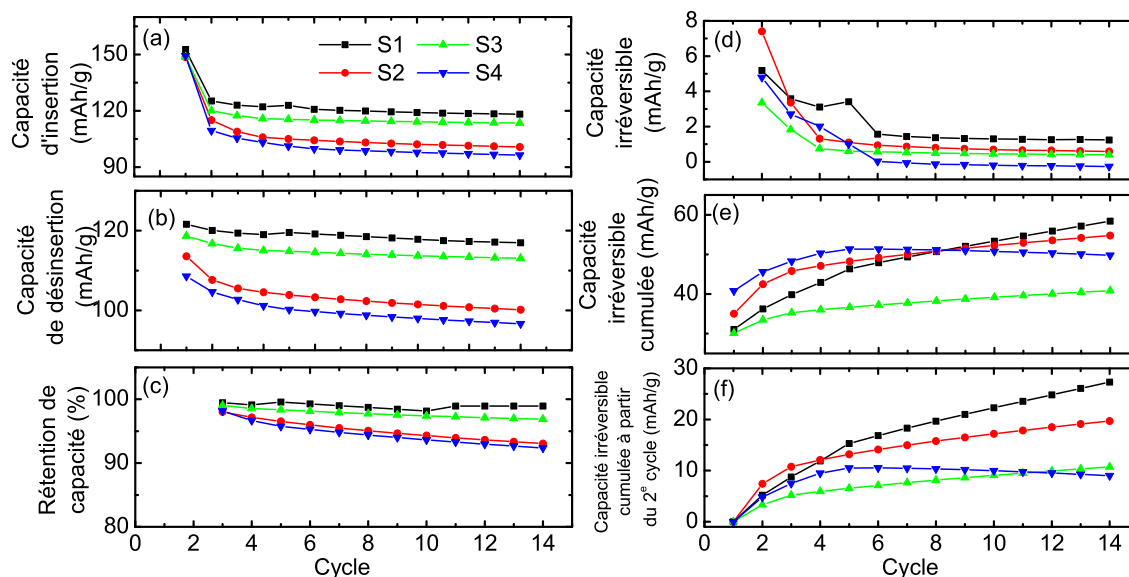 Capacité
d'insertion
(mAh/g)
150
120
90
(a)
S1
S2
S3
S4
Capacité
de désinsertion
(mAh/g)
120
100
(b)
Rétention de
capacité (%)
100
90
80
(c)
0 2 4 6 8 10 12 14
Cycle
Capacité
irréversible
(mAh/g)
8
6
4
2
0
(d)
Capacité
irréversible
cumulée (mAh/g)
60
40
(e)
Capacité irréversible
cumulée à partir
du 2e cycle (mAh/g)
30
20
10
0
(f)
0 2 4 6 8 10 12 14
Cycle